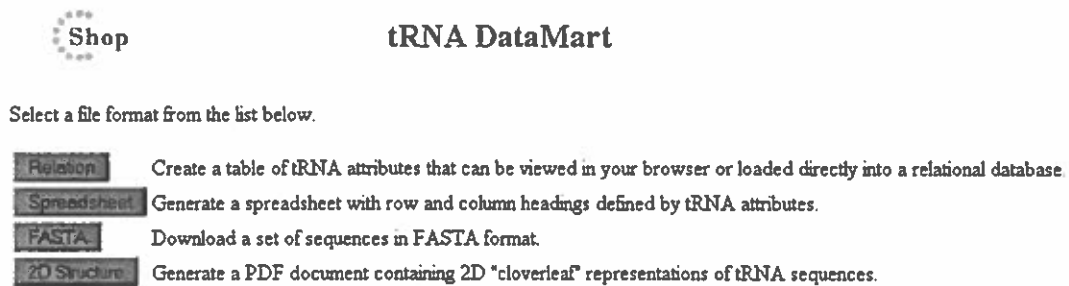 Shop
tRNA DataMart
Select a file format from the list below.
Relation Create a table of tRNA attributes that can be viewed in your browser or loaded directly into a relational database.
Spreadsheet Generate a spreadsheet with row and column headings defined by tRNA attributes.
FASTA Download a set of sequences in FASTA format.
2D Structure Generate a PDF document containing 2D "cloverleaf" representations of tRNA sequences.